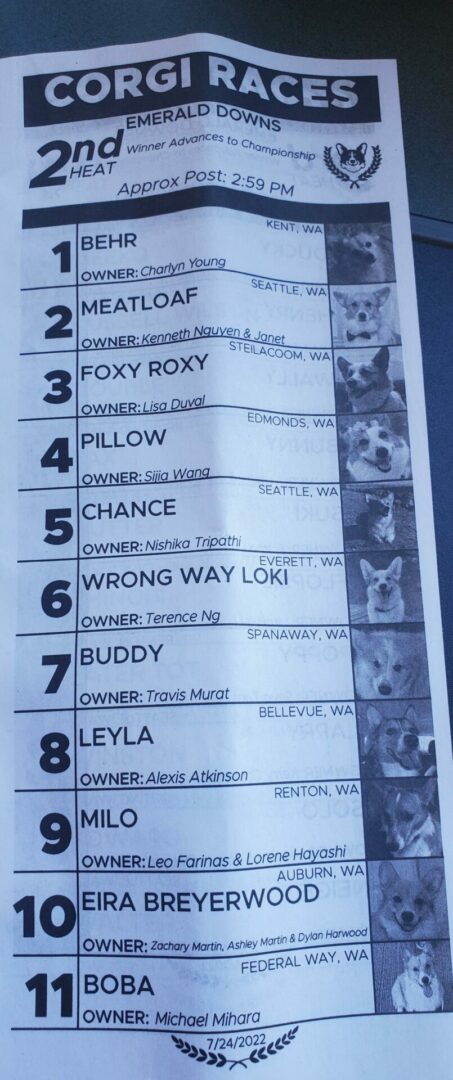 CORGI RACES
EMERALD DOWNS
2nd
HEAT
Winner Advances to Championship
Approx Post: 2:59 PM
KENT, WA
1
BEHR
OWNER: Charlyn Young
SEATTLE, WA
2
MEATLOAF
OWNER: Kenneth Nguyen & Janet
STEILACOOM, WA
3
FOXY ROXY
OWNER: Lisa Duval
EDMONDS, WA
4
PILLOW
OWNER: Sijia Wang
SEATTLE, WA
5
CHANCE
OWNER: Nishika Tripathi
EVERETT, WA
6
WRONG WAY LOKI
OWNER: Terence Ng
SPANAWAY, WA
7
BUDDY
OWNER: Travis Murat
BELLEVUE, WA
8
LEYLA
OWNER: Alexis Atkinson
RENTON, WA
9
MILO
OWNER: Leo Farinas & Lorene Hayashi
AUBURN, WA
10
EIRA BREYERWOOD
OWNER: Zachary Martin, Ashley Martin & Dylan Harwood
FEDERAL WAY, WA
11
BOBA
OWNER: Michael Mihara
7/24/2022